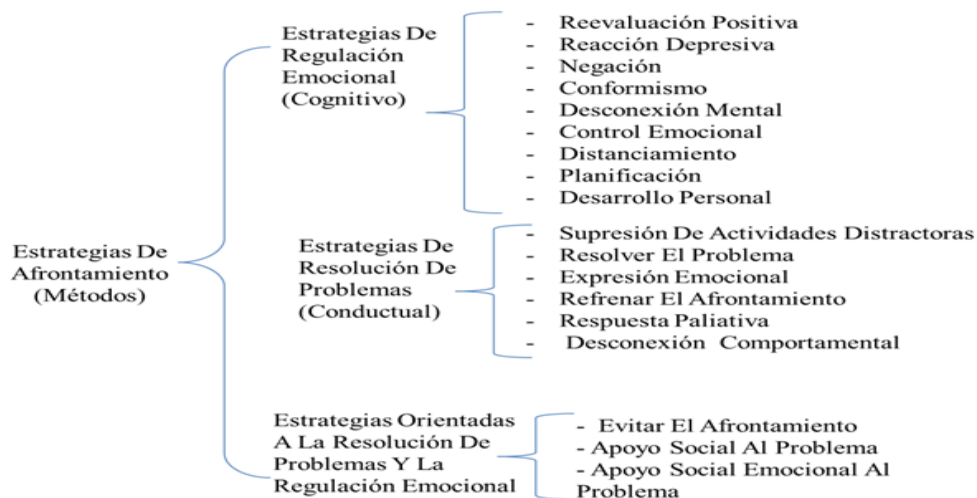 Estrategias De
Regulación
Emocional
(Cognitivo)
- Reevaluación Positiva
- Reacción Depresiva
- Negación
- Conformismo
- Desconexión Mental
- Control Emocional
- Distanciamiento
- Planificación
- Desarrollo Personal
Estrategias De
Afrontamiento
(Métodos)
Estrategias De
Resolución De
Problemas
(Conductual)
- Supresión De Actividades Distractoras
- Resolver El Problema
- Expresión Emocional
- Refrenar El Afrontamiento
- Respuesta Paliativa
- Desconexión Comportamental
Estrategias Orientadas
A La Resolución De
Problemas Y La
Regulación Emocional
- Evitar El Afrontamiento
- Apoyo Social Al Problema
- Apoyo Social Emocional Al
Problema